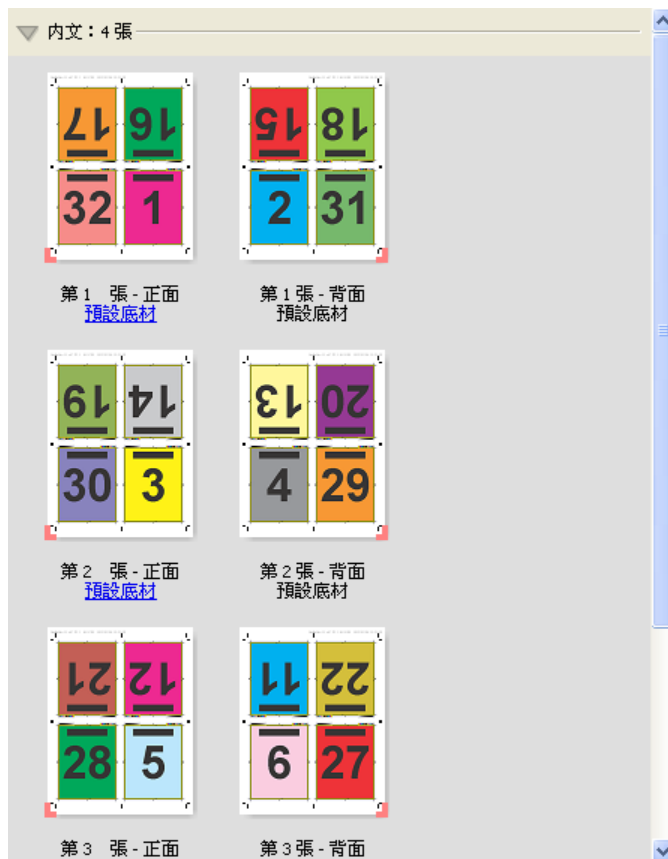 內文：4 張
17 16 15 18
32 1 2 31
第 1 張 - 正面 第 1 張 - 背面
預設底材 預設底材
19 14 13 20
30 3 4 29
第 2 張 - 正面 第 2 張 - 背面
預設底材 預設底材
21 12 11 22
28 5 6 27
第 3 張 - 正面 第 3 張 - 背面